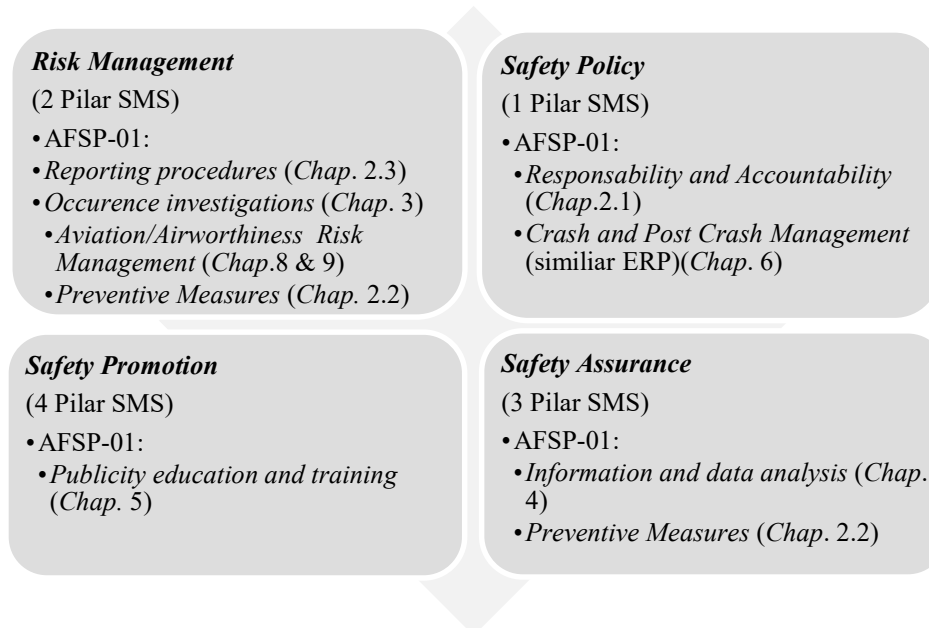 Risk Management
(2 Pilar SMS)
•AFSP-01:
•Reporting procedures (Chap. 2.3)
•Occurence investigations (Chap. 3)
•Aviation/Airworthiness Risk
Management (Chap.8 & 9)
•Preventive Measures (Chap. 2.2)
Safety Policy
(1 Pilar SMS)
•AFSP-01:
•Responsability and Accountability
(Chap.2.1)
•Crash and Post Crash Management
(similiar ERP)(Chap. 6)
Safety Promotion
(4 Pilar SMS)
•AFSP-01:
•Publicity education and training
(Chap. 5)
Safety Assurance
(3 Pilar SMS)
•AFSP-01:
•Information and data analysis (Chap.
4)
•Preventive Measures (Chap. 2.2)